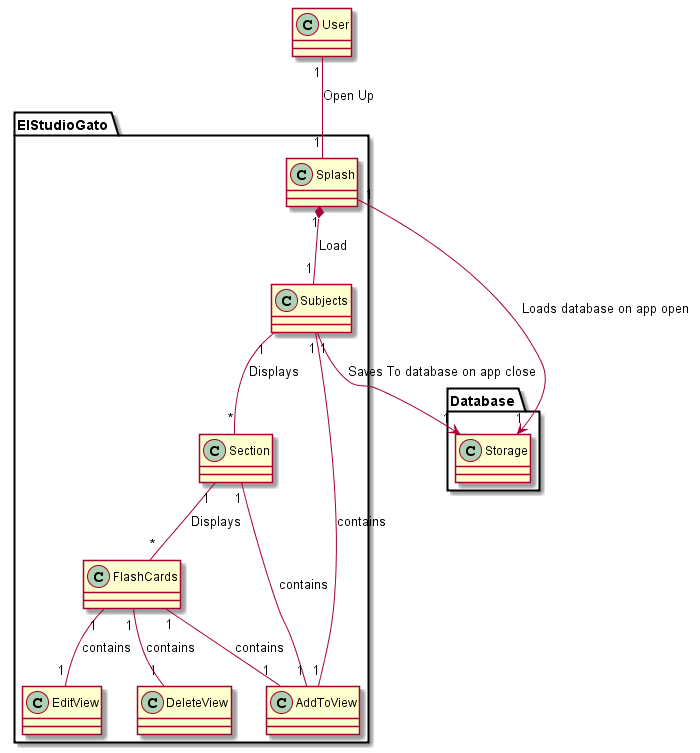 C User
1
Open Up
ElStudioGato
1
C Splash
1
1
Load
1
C Subjects
Loads database on app open
1
1
1
Displays
Saves To database on app close
Database
*
1
1
C Section
C Storage
1
1
Displays
contains
*
C FlashCards
contains
1
1
1
contains
contains
contains
1
1
1
1
1
C EditView
C DeleteView
C AddToView